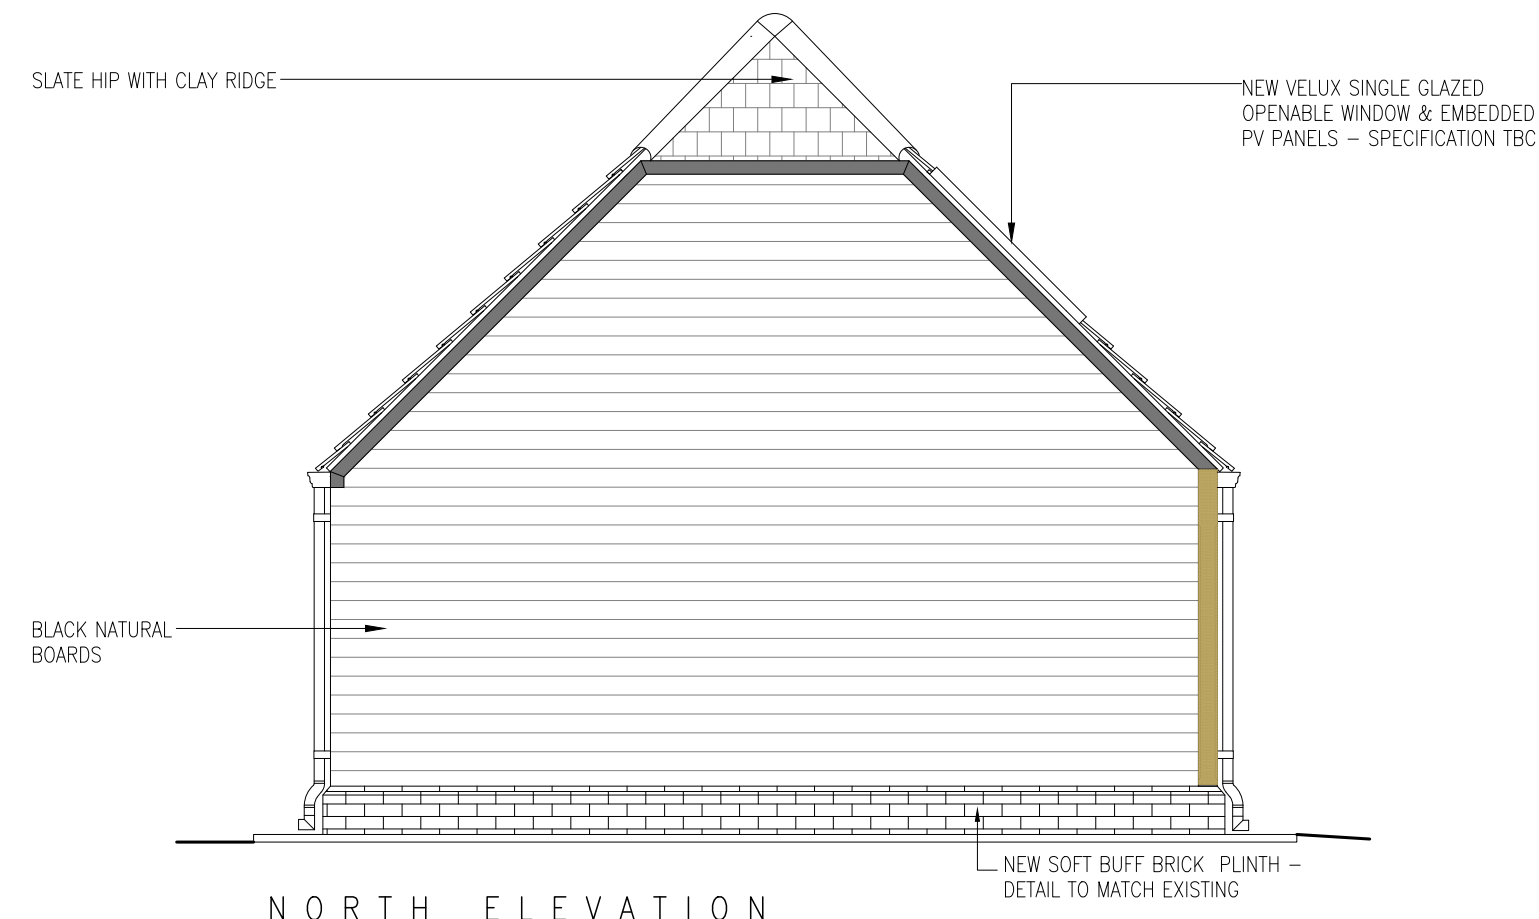 SLATE HIP WITH CLAY RIDGE
NEW VELUX SINGLE GLAZED
OPENABLE WINDOW & EMBEDDED
PV PANELS – SPECIFICATION TBC
BLACK NATURAL
BOARDS
NEW SOFT BUFF BRICK PLINTH –
DETAIL TO MATCH EXISTING
NORTH ELEVATION